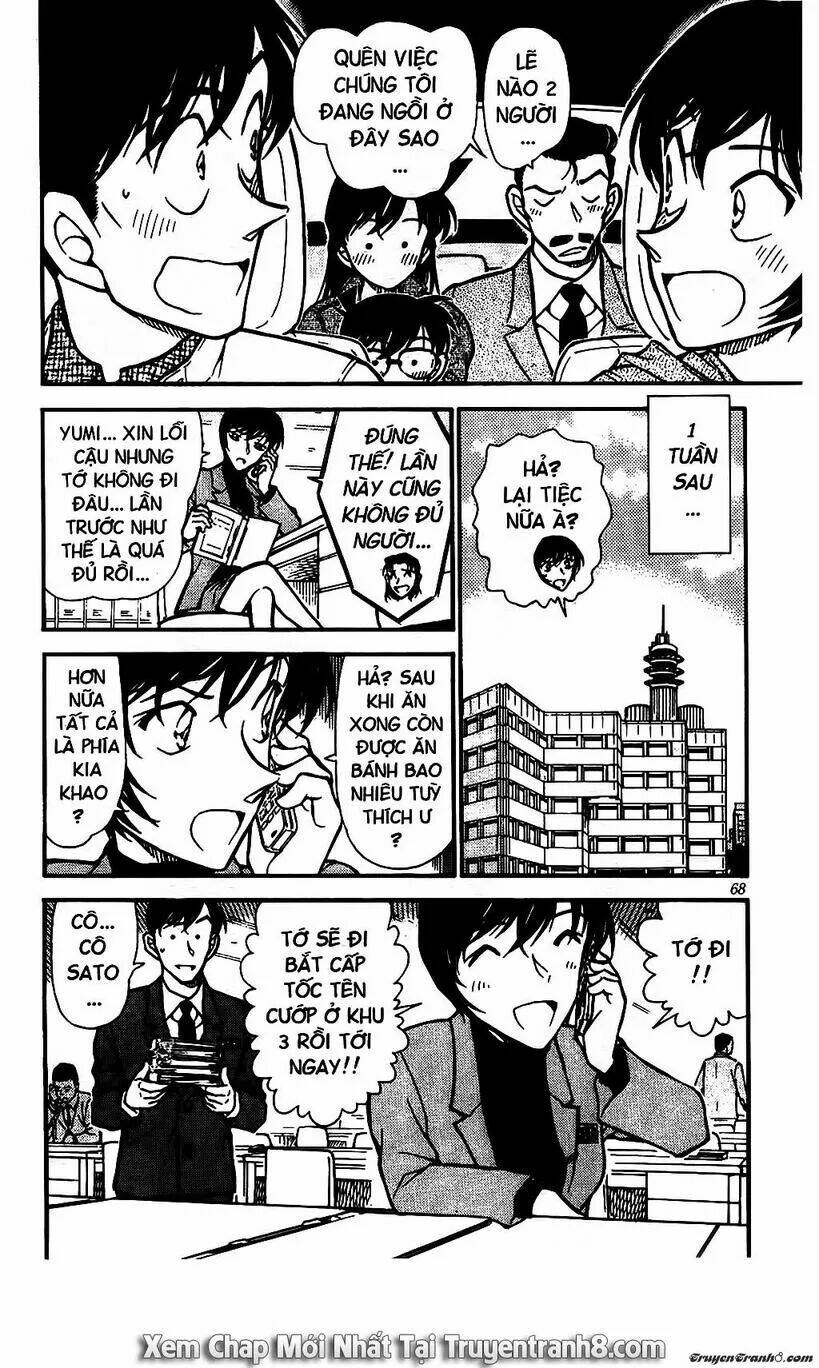 LẼ
NÀO 2
NGƯỜI
...
QUÊN VIỆC
CHÚNG TÔI
ĐANG NGỒI Ở
ĐÂY SAO
...
1
TUẦN
SAU
...
HẢ?
LẠI TIỆC
NỮA À?
ĐÚNG
THẾ! LẦN
NÀY CŨNG
KHÔNG ĐỦ
NGƯỜI...
YUMI... XIN LỖI
CẬU NHƯNG
TỚ KHÔNG ĐI
ĐÂU... LẦN
TRƯỚC NHƯ
THẾ LÀ QUÁ
ĐỦ RỒI...
HẢ? SAU
KHI ĂN
XONG CÒN
ĐƯỢC ĂN
BÁNH BAO
NHIÊU TUỲ
THÍCH Ư
?
HƠN
NỮA
TẤT CẢ
LÀ PHÍA
KIA
KHAO
?
68
TỚ ĐI
!!
TỚ SẼ ĐI
BẮT CẤP
TỐC TÊN
CƯỚP Ở KHU
3 RỒI TỚI
NGAY!!
CÔ...
CÔ
SATO
...
Xem Chap Mới Nhất Tại Truyentranh8.com
TruyenTranh8.com